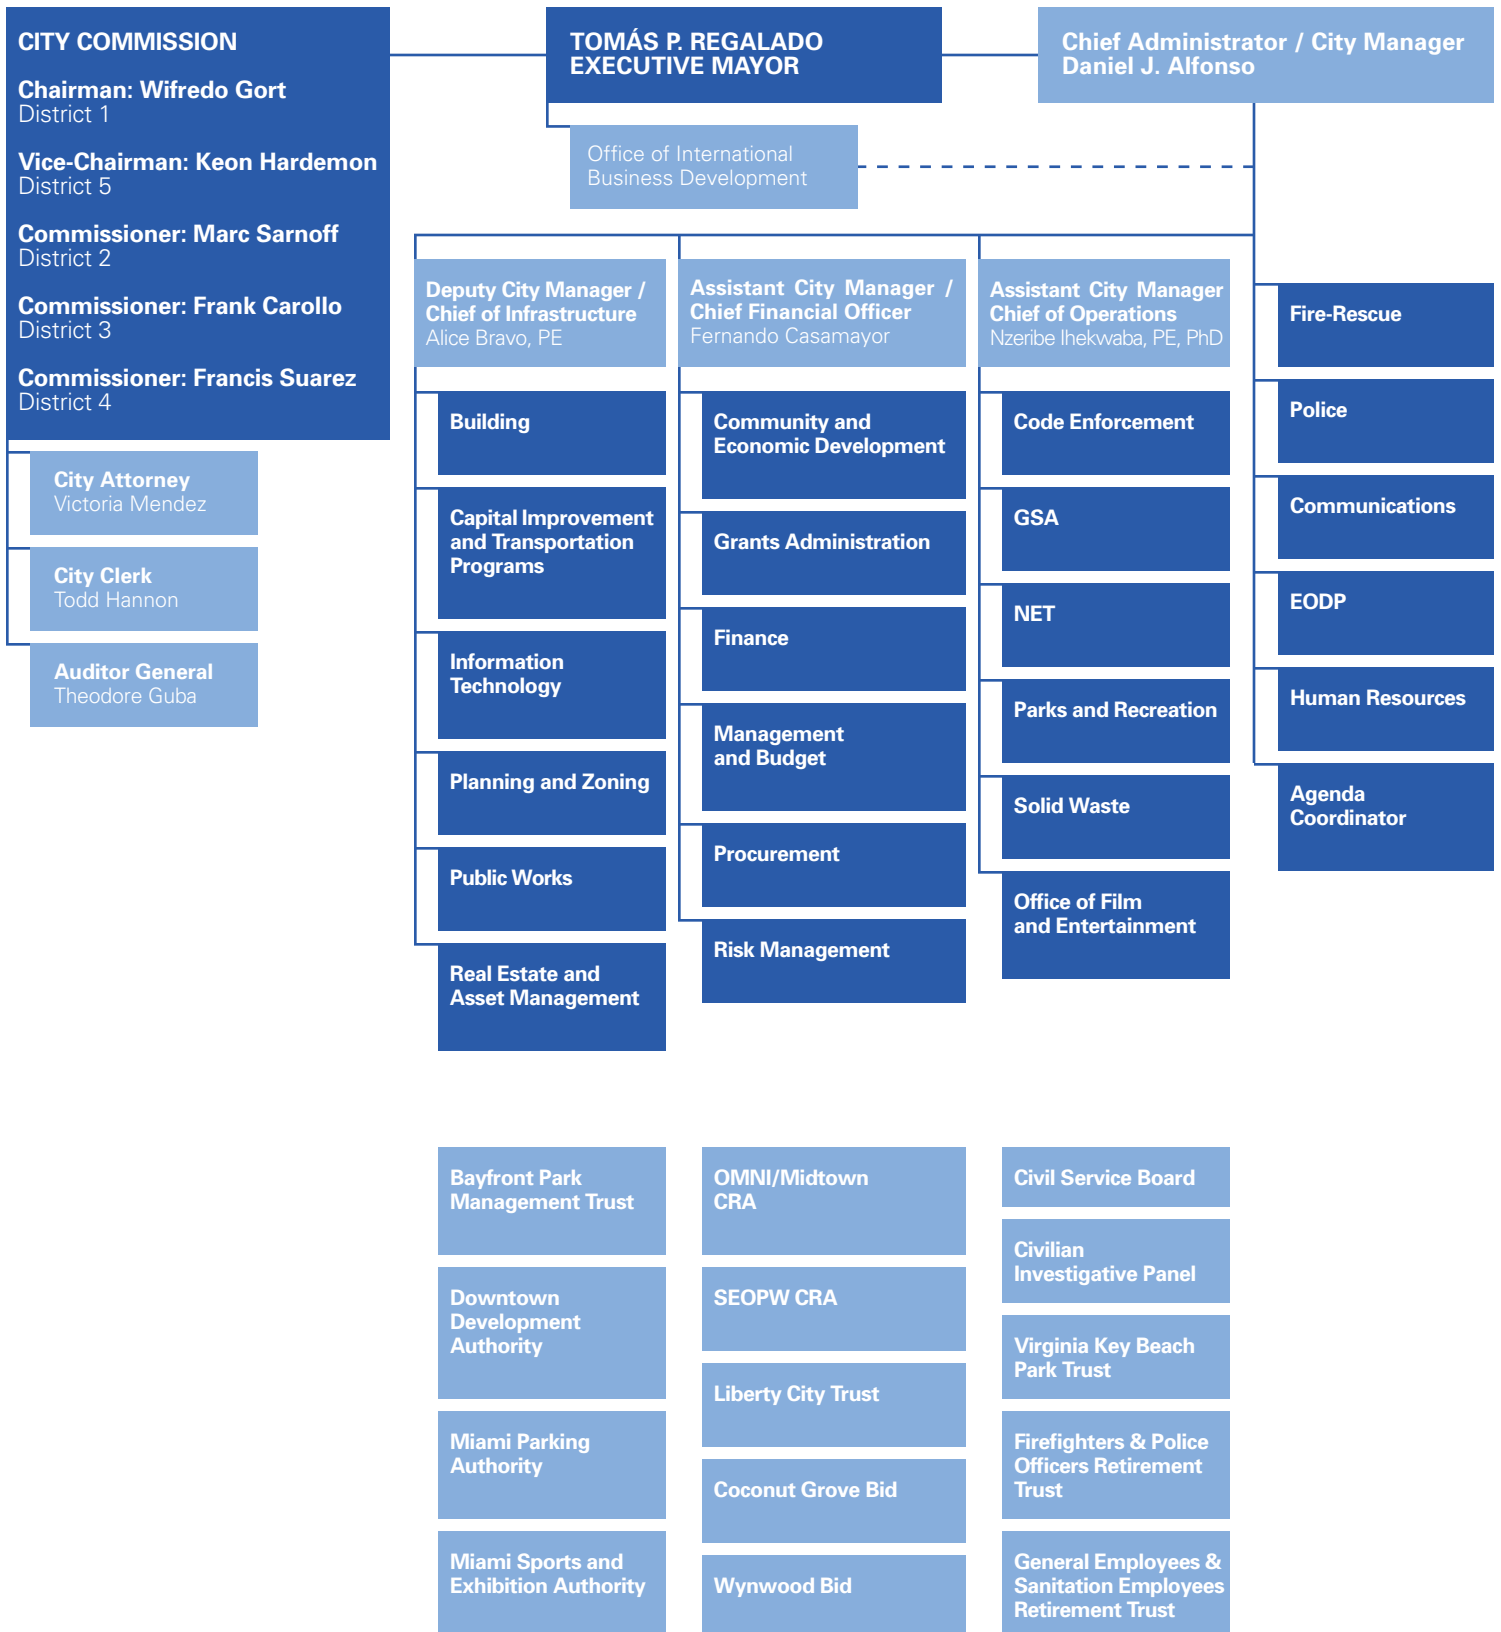 CITY COMMISSION
Chairman: Wifredo Gort
District 1
Vice-Chairman: Keon Hardemon
District 5
Commissioner: Marc Sarnoff
District 2
Commissioner: Frank Carollo
District 3
Commissioner: Francis Suarez
District 4
City Attorney
Victoria Mendez
City Clerk
Todd Hannon
Auditor General
Theodore Guba
TOMÁS P. REGALADO
EXECUTIVE MAYOR
Office of International
Business Development
Chief Administrator / City Manager
Daniel J. Alfonso
Deputy City Manager /
Chief of Infrastructure
Alice Bravo, PE
Building
Capital Improvement
and Transportation
Programs
Information
Technology
Planning and Zoning
Public Works
Real Estate and
Asset Management
Assistant City Manager /
Chief Financial Officer
Fernando Casamayor
Community and
Economic Development
Grants Administration
Finance
Management
and Budget
Procurement
Risk Management
Assistant City Manager
Chief of Operations
Nzeribe Ihekwaba, PE, PhD
Code Enforcement
GSA
NET
Parks and Recreation
Solid Waste
Office of Film
and Entertainment
Fire-Rescue
Police
Communications
EODP
Human Resources
Agenda
Coordinator
Bayfront Park
Management Trust
Downtown
Development
Authority
Miami Parking
Authority
Miami Sports and
Exhibition Authority
OMNI/Midtown
CRA
SEOPW CRA
Liberty City Trust
Coconut Grove Bid
Wynwood Bid
Civil Service Board
Civilian
Investigative Panel
Virginia Key Beach
Park Trust
Firefighters & Police
Officers Retirement
Trust
General Employees &
Sanitation Employees
Retirement Trust